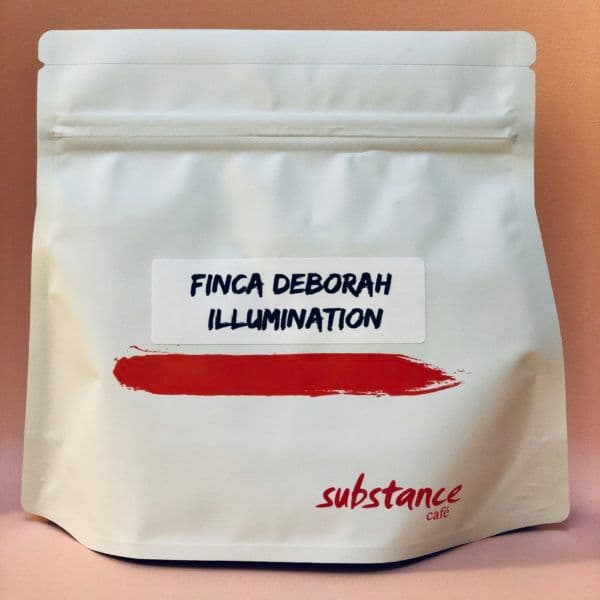 FINCA DEBORAH
ILLUMINATION
substance
café